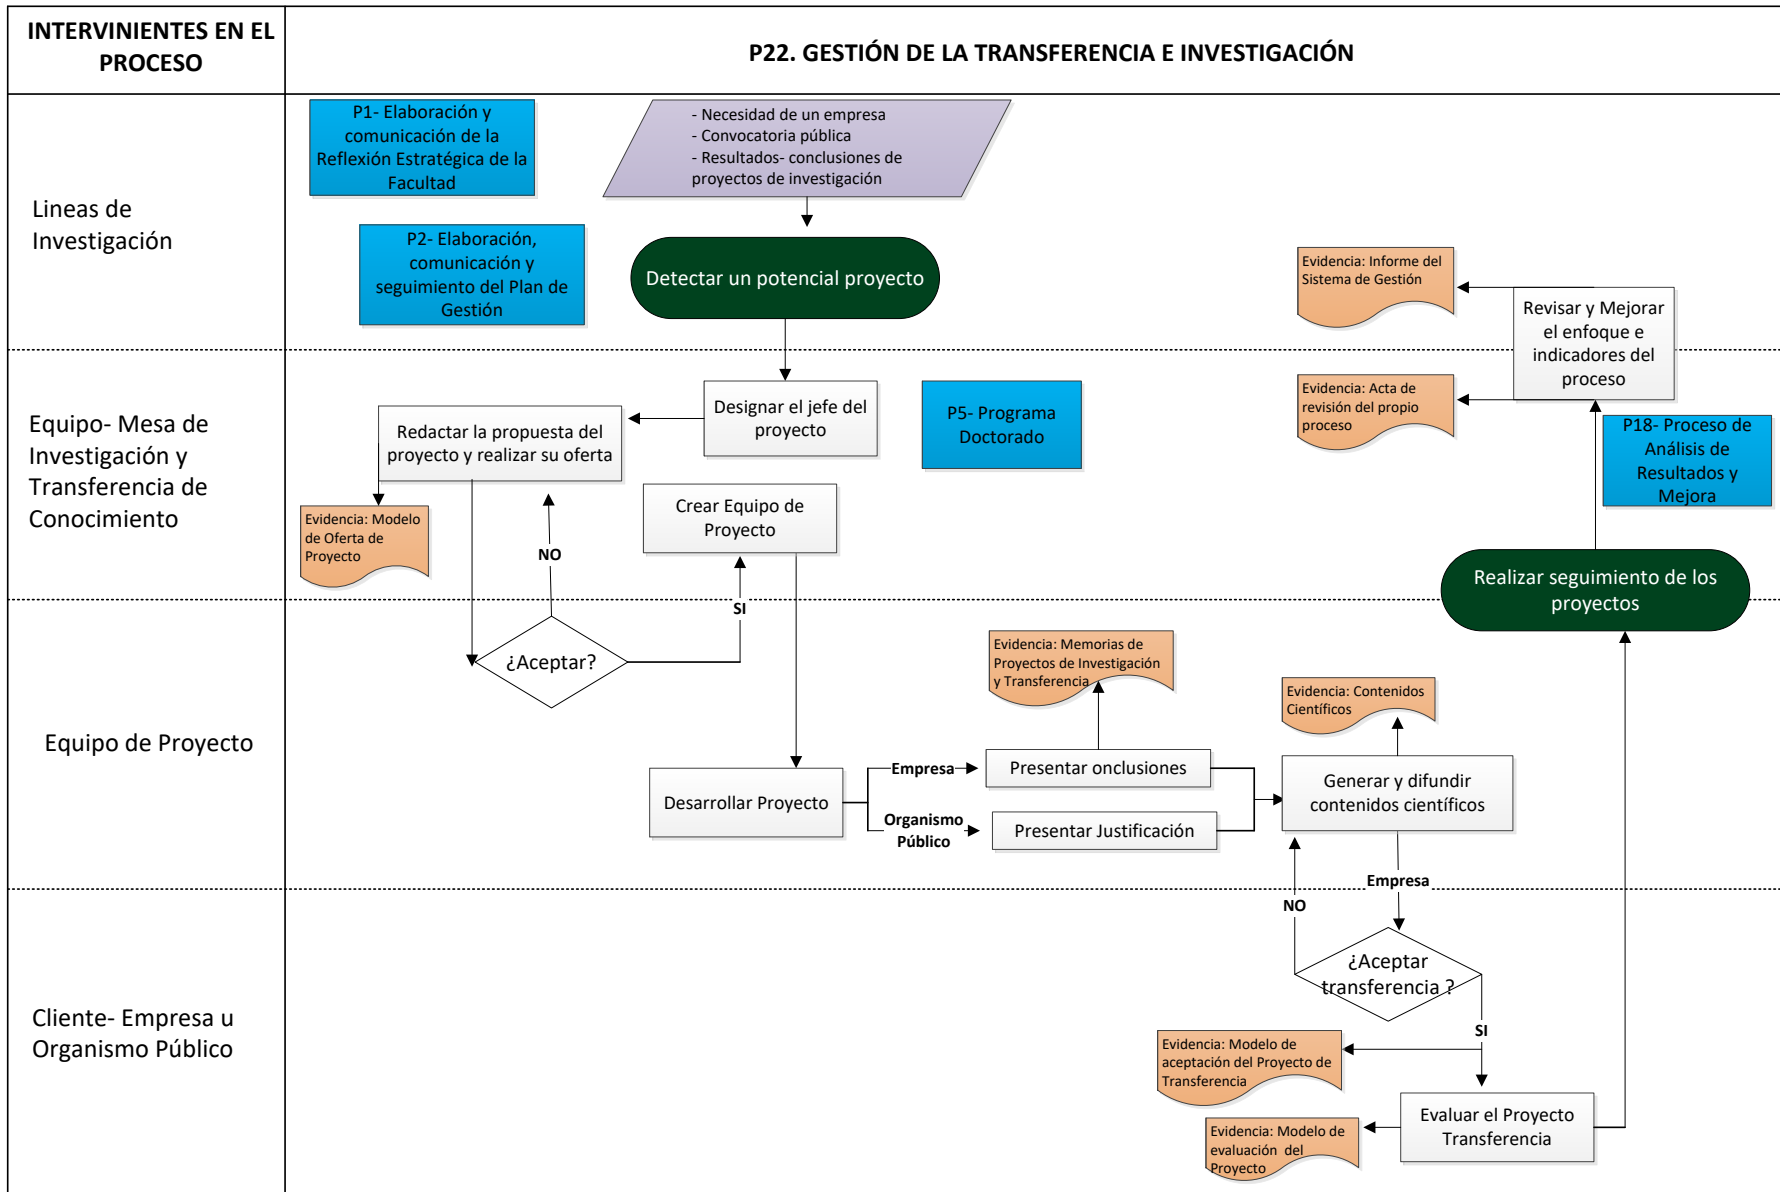 INTERVINIENTES EN EL
PROCESO
P22. GESTIÓN DE LA TRANSFERENCIA E INVESTIGACIÓN
Lineas de
Investigación
P1- Elaboración y
comunicación de la
Reflexión Estratégica de la
Facultad
- Necesidad de un empresa
- Convocatoria pública
- Resultados- conclusiones de
proyectos de investigación
P2- Elaboración,
comunicación y
seguimiento del Plan de
Gestión
Detectar un potencial proyecto
Evidencia: Informe del
Sistema de Gestión
Revisar y Mejorar
el enfoque e
indicadores del
proceso
Equipo- Mesa de
Investigación y
Transferencia de
Conocimiento
Designar el jefe del
proyecto
Redactar la propuesta del
proyecto y realizar su oferta
P5- Programa
Doctorado
Evidencia: Acta de
revisión del propio
proceso
P18- Proceso de
Análisis de
Resultados y
Mejora
Evidencia: Modelo
de Oferta de
Proyecto
NO
Crear Equipo de
Proyecto
SI
Realizar seguimiento de los
proyectos
Equipo de Proyecto
¿Aceptar?
Evidencia: Memorias de
Proyectos de Investigación
y Transferencia
Evidencia: Contenidos
Científicos
Desarrollar Proyecto
Empresa
Presentar onclusiones
Organismo
Público
Presentar Justificación
Generar y difundir
contenidos científicos
Empresa
NO
Cliente- Empresa u
Organismo Público
¿Aceptar
transferencia ?
SI
Evidencia: Modelo de
aceptación del Proyecto de
Transferencia
Evaluar el Proyecto
Transferencia
Evidencia: Modelo de
evaluación del
Proyecto